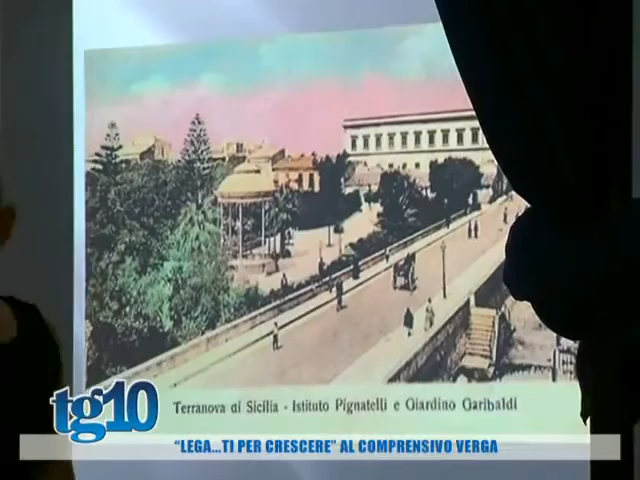 Terranova di Sicilia - Istituto Pignatelli e Giardino Garibaldi
tg10
“LEGA...TI PER CRESCERE” AL COMPRENSIVO VERGA